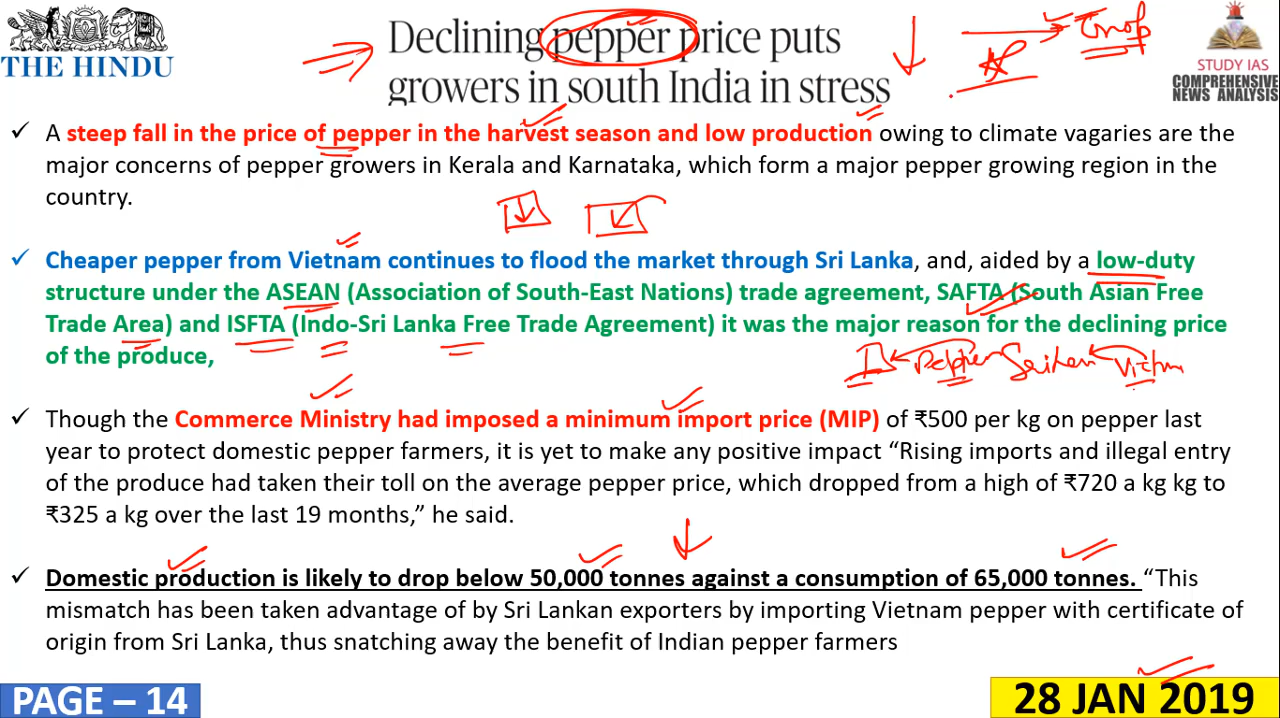 THE HINDU
Declining pepper price puts
growers in south India in stress
Crop
STUDY IAS
COMPREHENSIVE
NEWS ANALYSIS
✓ A steep fall in the price of pepper in the harvest season and low production owing to climate vagaries are the
major concerns of pepper growers in Kerala and Karnataka, which form a major pepper growing region in the
country.
✓ Cheaper pepper from Vietnam continues to flood the market through Sri Lanka, and, aided by a low-duty
structure under the ASEAN (Association of South-East Nations) trade agreement, SAFTA (South Asian Free
Trade Area) and ISFTA (Indo-Sri Lanka Free Trade Agreement) it was the major reason for the declining price
of the produce,
I Pepper Srilan Vietnam
✓ Though the Commerce Ministry had imposed a minimum import price (MIP) of ₹500 per kg on pepper last
year to protect domestic pepper farmers, it is yet to make any positive impact “Rising imports and illegal entry
of the produce had taken their toll on the average pepper price, which dropped from a high of ₹720 a kg kg to
₹325 a kg over the last 19 months,” he said.
✓ Domestic production is likely to drop below 50,000 tonnes against a consumption of 65,000 tonnes. “This
mismatch has been taken advantage of by Sri Lankan exporters by importing Vietnam pepper with certificate of
origin from Sri Lanka, thus snatching away the benefit of Indian pepper farmers
PAGE – 14
28 JAN 2019